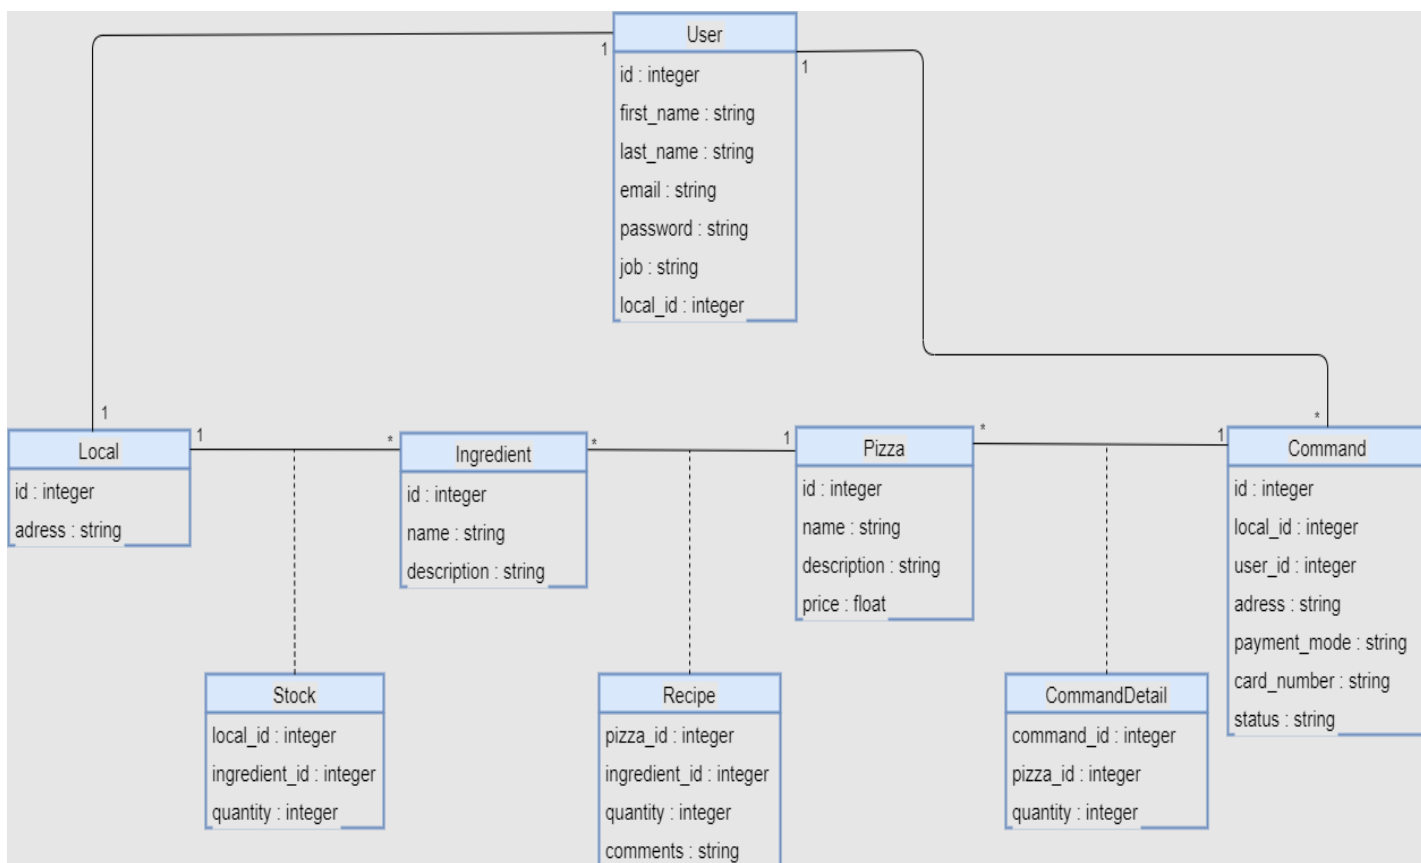 User
1
1
id : integer
first_name : string
last_name : string
email : string
password : string
job : string
local_id : integer
1
*
Local
1
*
Ingredient
*
1
Pizza
*
1
Command
id : integer
adress : string
id : integer
name : string
description : string
id : integer
name : string
description : string
price : float
id : integer
local_id : integer
user_id : integer
adress : string
payment_mode : string
card_number : string
status : string
Stock
local_id : integer
ingredient_id : integer
quantity : integer
Recipe
pizza_id : integer
ingredient_id : integer
quantity : integer
comments : string
CommandDetail
command_id : integer
pizza_id : integer
quantity : integer